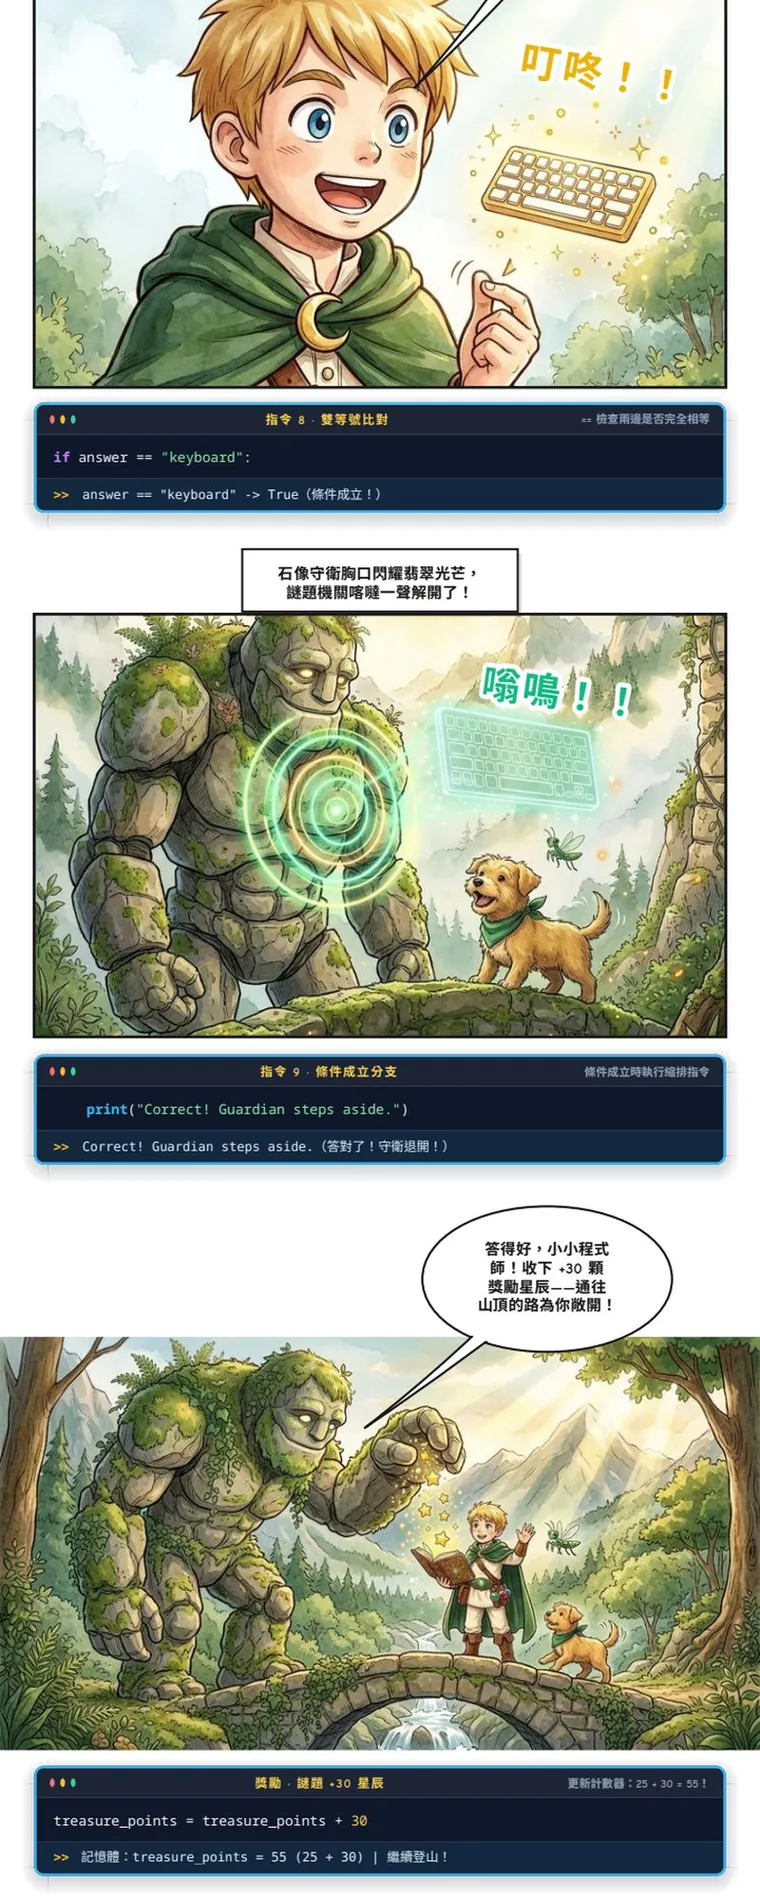 叮咚！！
指令 8 · 雙等號比對
== 檢查兩邊是否完全相等
if answer == "keyboard":
>> answer == "keyboard" -> True（條件成立！）
石像守衛胸口閃耀翡翠光芒，
謎題機關喀噠一聲解開了！
嗡鳴！！
指令 9 · 條件成立分支
條件成立時執行縮排指令
print("Correct! Guardian steps aside.")
>> Correct! Guardian steps aside.（答對了！守衛退開！）
答得好，小小程式
師！收下 +30 顆
獎勵星辰——通往
山頂的路為你敞開！
獎勵 · 謎題 +30 星辰
更新計數器：25 + 30 = 55！
treasure_points = treasure_points + 30
>> 記憶體：treasure_points = 55 (25 + 30) | 繼續登山！